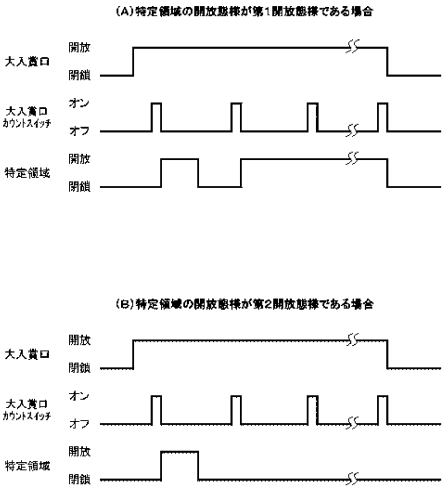 (A)特定領域の開放態様が第1開放態様である場合
大入賞口
開放
閉鎖
大入賞口
カウントスイッチ
オン
オフ
特定領域
開放
閉鎖
(B)特定領域の開放態様が第2開放態様である場合
大入賞口
開放
閉鎖
大入賞口
カウントスイッチ
オン
オフ
特定領域
開放
閉鎖